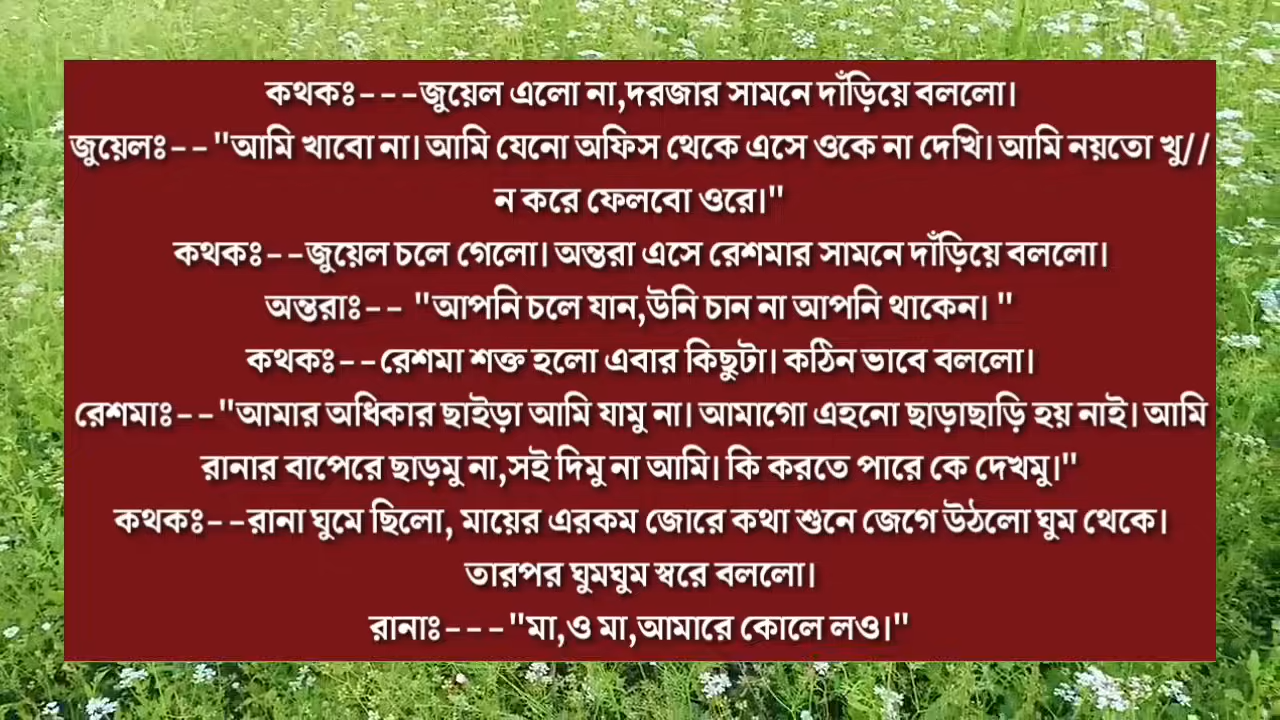 কথকঃ---জুয়েল এলো না,দরজার সামনে দাঁড়িয়ে বললো।
জুয়েলঃ--"আমি খাবো না। আমি যেনো অফিস থেকে এসে ওকে না দেখি। আমি নয়তো খু//
ন করে ফেলবো ওরে।"
কথকঃ--জুয়েল চলে গেলো। অন্তরা এসে রেশমার সামনে দাঁড়িয়ে বললো।
অন্তরাঃ-- "আপনি চলে যান,উনি চান না আপনি থাকেন। "
কথকঃ--রেশমা শক্ত হলো এবার কিছুটা। কঠিন ভাবে বললো।
রেশমাঃ--"আমার অধিকার ছাইড়া আমি যামু না। আমাগো এহনো ছাড়াছাড়ি হয় নাই। আমি
রানার বাপেরে ছাড়মু না,সই দিমু না আমি। কি করতে পারে কে দেখমু।"
কথকঃ--রানা ঘুমে ছিলো, মায়ের এরকম জোরে কথা শুনে জেগে উঠলো ঘুম থেকে।
তারপর ঘুমঘুম স্বরে বললো।
রানাঃ---"মা,ও মা,আমারে কোলে লও।"